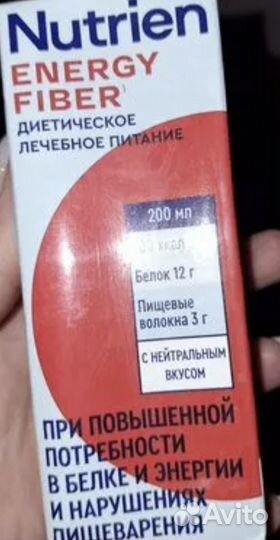 Nutrien
ENERGY
FIBER
ДИЕТИЧЕСКОЕ
ЛЕЧЕБНОЕ ПИТАНИЕ
200 мл
ккал
Белок 12 г
Пищевые
волокна 3 г
С НЕЙТРАЛЬНЫМ
ВКУСОМ
ПРИ ПОВЫШЕННОЙ
ПОТРЕБНОСТИ
В БЕЛКЕ И ЭНЕРГИИ
И НАРУШЕНИЯХ
ПИЩЕВАРЕНИЯ
Avito